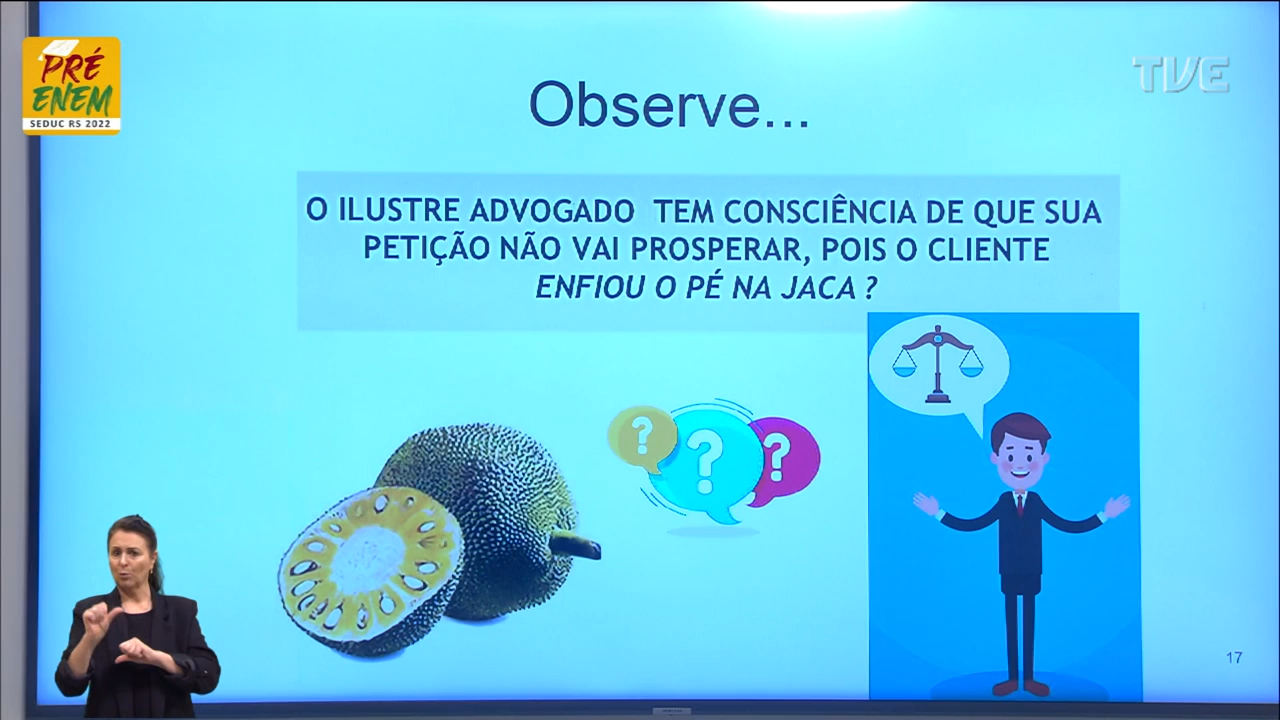 PRÉ
ENEM
SEDUC RS 2022
TVE
Observe...
O ILUSTRE ADVOGADO TEM CONSCIÊNCIA DE QUE SUA
PETIÇÃO NÃO VAI PROSPERAR, POIS O CLIENTE
ENFIOU O PÉ NA JACA ?
? ? ?
17